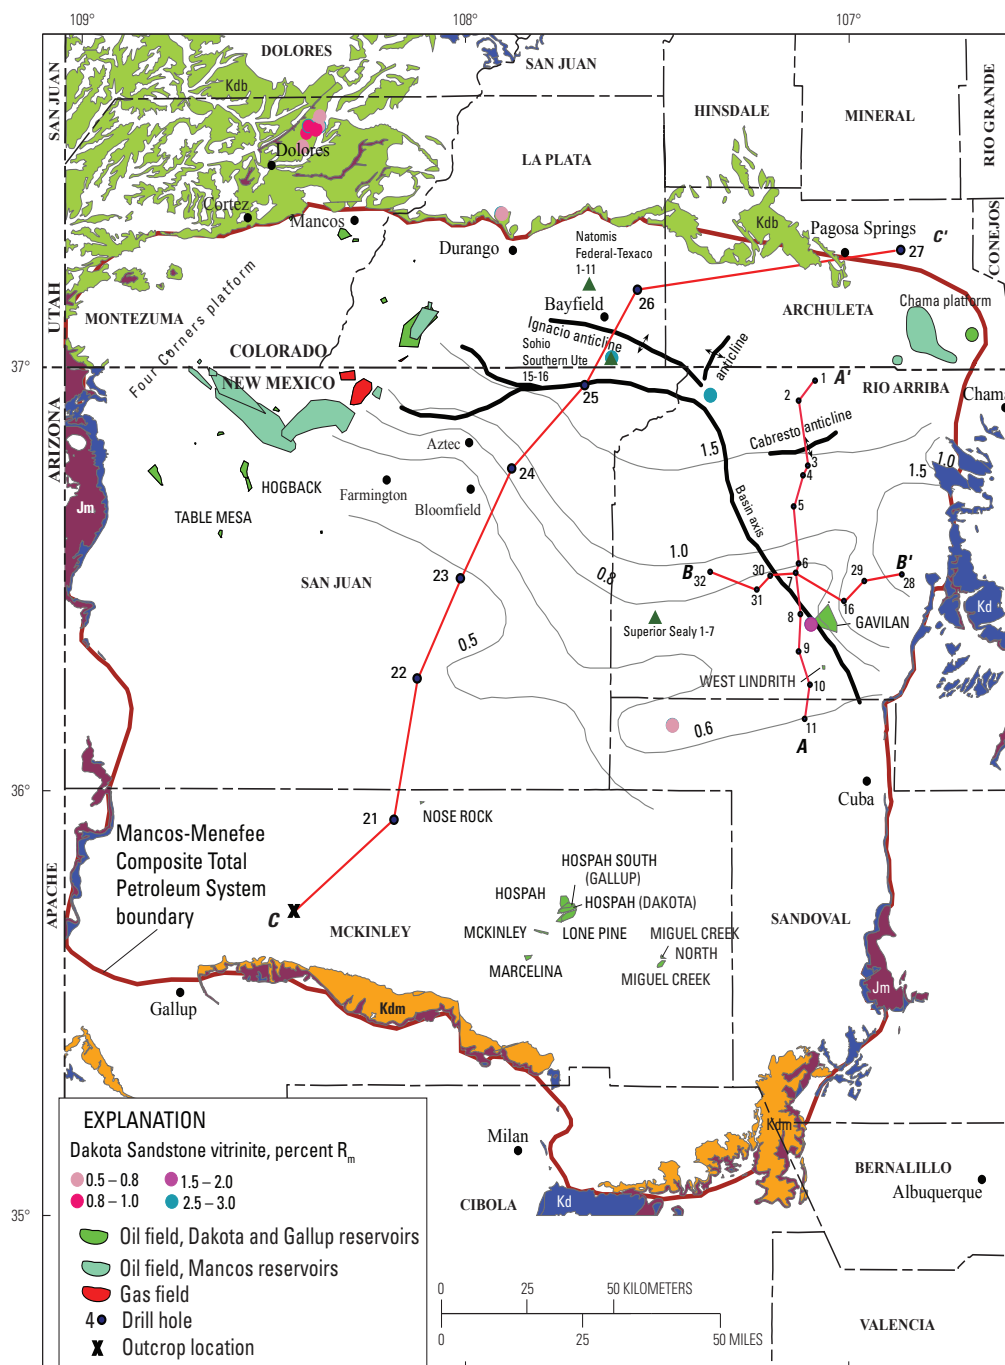 109°
108°
107°
SAN JUAN
DOLORES
SAN JUAN
Kdb
HINSDALE
MINERAL
RIO GRANDE
LA PLATA
Dolores
Cortez
Mancos
Durango
Natomis
Federal-Texaco
1-11
Kdb
Pagosa Springs
C'
27
CONEJOS
26
Bayfield
Four Corners platform
UTAH
MONTEZUMA
Ignacio anticline
Sohio
Southern Ute
15-16
anticline
ARCHULETA
Chama platform
COLORADO
37°
NEW MEXICO
25
1
A'
2
RIO ARRIBA
Chama
ARIZONA
Aztec
1.5
Cabresto anticline
3
4
1.0
1.5
24
HOGBACK
Farmington
Bloomfield
Basin axis
5
Jm
TABLE MESA
SAN JUAN
23
1.0
0.8
B
32
30
31
6
7
29
B'
28
16
Kd
8
GAVILAN
Superior Sealy 1-7
0.5
9
22
WEST LINDRITH
10
0.6
11
A
36°
Cuba
21
NOSE ROCK
Mancos-Menefee
Composite Total
Petroleum System
boundary
APACHE
C
HOSPAH SOUTH
(GALLUP)
HOSPAH
HOSPAH (DAKOTA)
MCKINLEY
MCKINLEY
LONE PINE
MIGUEL CREEK
NORTH
MARCELINA
MIGUEL CREEK
SANDOVAL
Jm
Gallup
Kdm
EXPLANATION
Dakota Sandstone vitrinite, percent Rm
0.5 – 0.8
1.5 – 2.0
0.8 – 1.0
2.5 – 3.0
Oil field, Dakota and Gallup reservoirs
Oil field, Mancos reservoirs
Gas field
4 Drill hole
X Outcrop location
Milan
Kdm
BERNALILLO
Albuquerque
CIBOLA
Kd
35°
0 25 50 KILOMETERS
0 25 50 MILES
VALENCIA